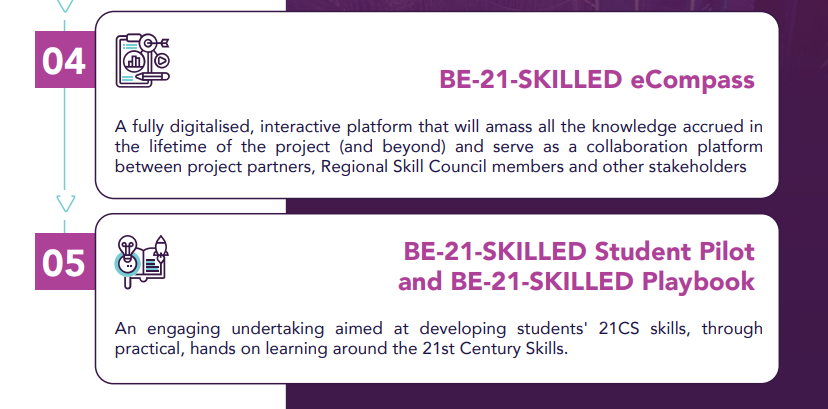 04
BE-21-SKILLED eCompass
A fully digitalised, interactive platform that will amass all the knowledge accrued in
the lifetime of the project (and beyond) and serve as a collaboration platform
between project partners, Regional Skill Council members and other stakeholders
05
BE-21-SKILLED Student Pilot
and BE-21-SKILLED Playbook
An engaging undertaking aimed at developing students' 21CS skills, through
practical, hands on learning around the 21st Century Skills.